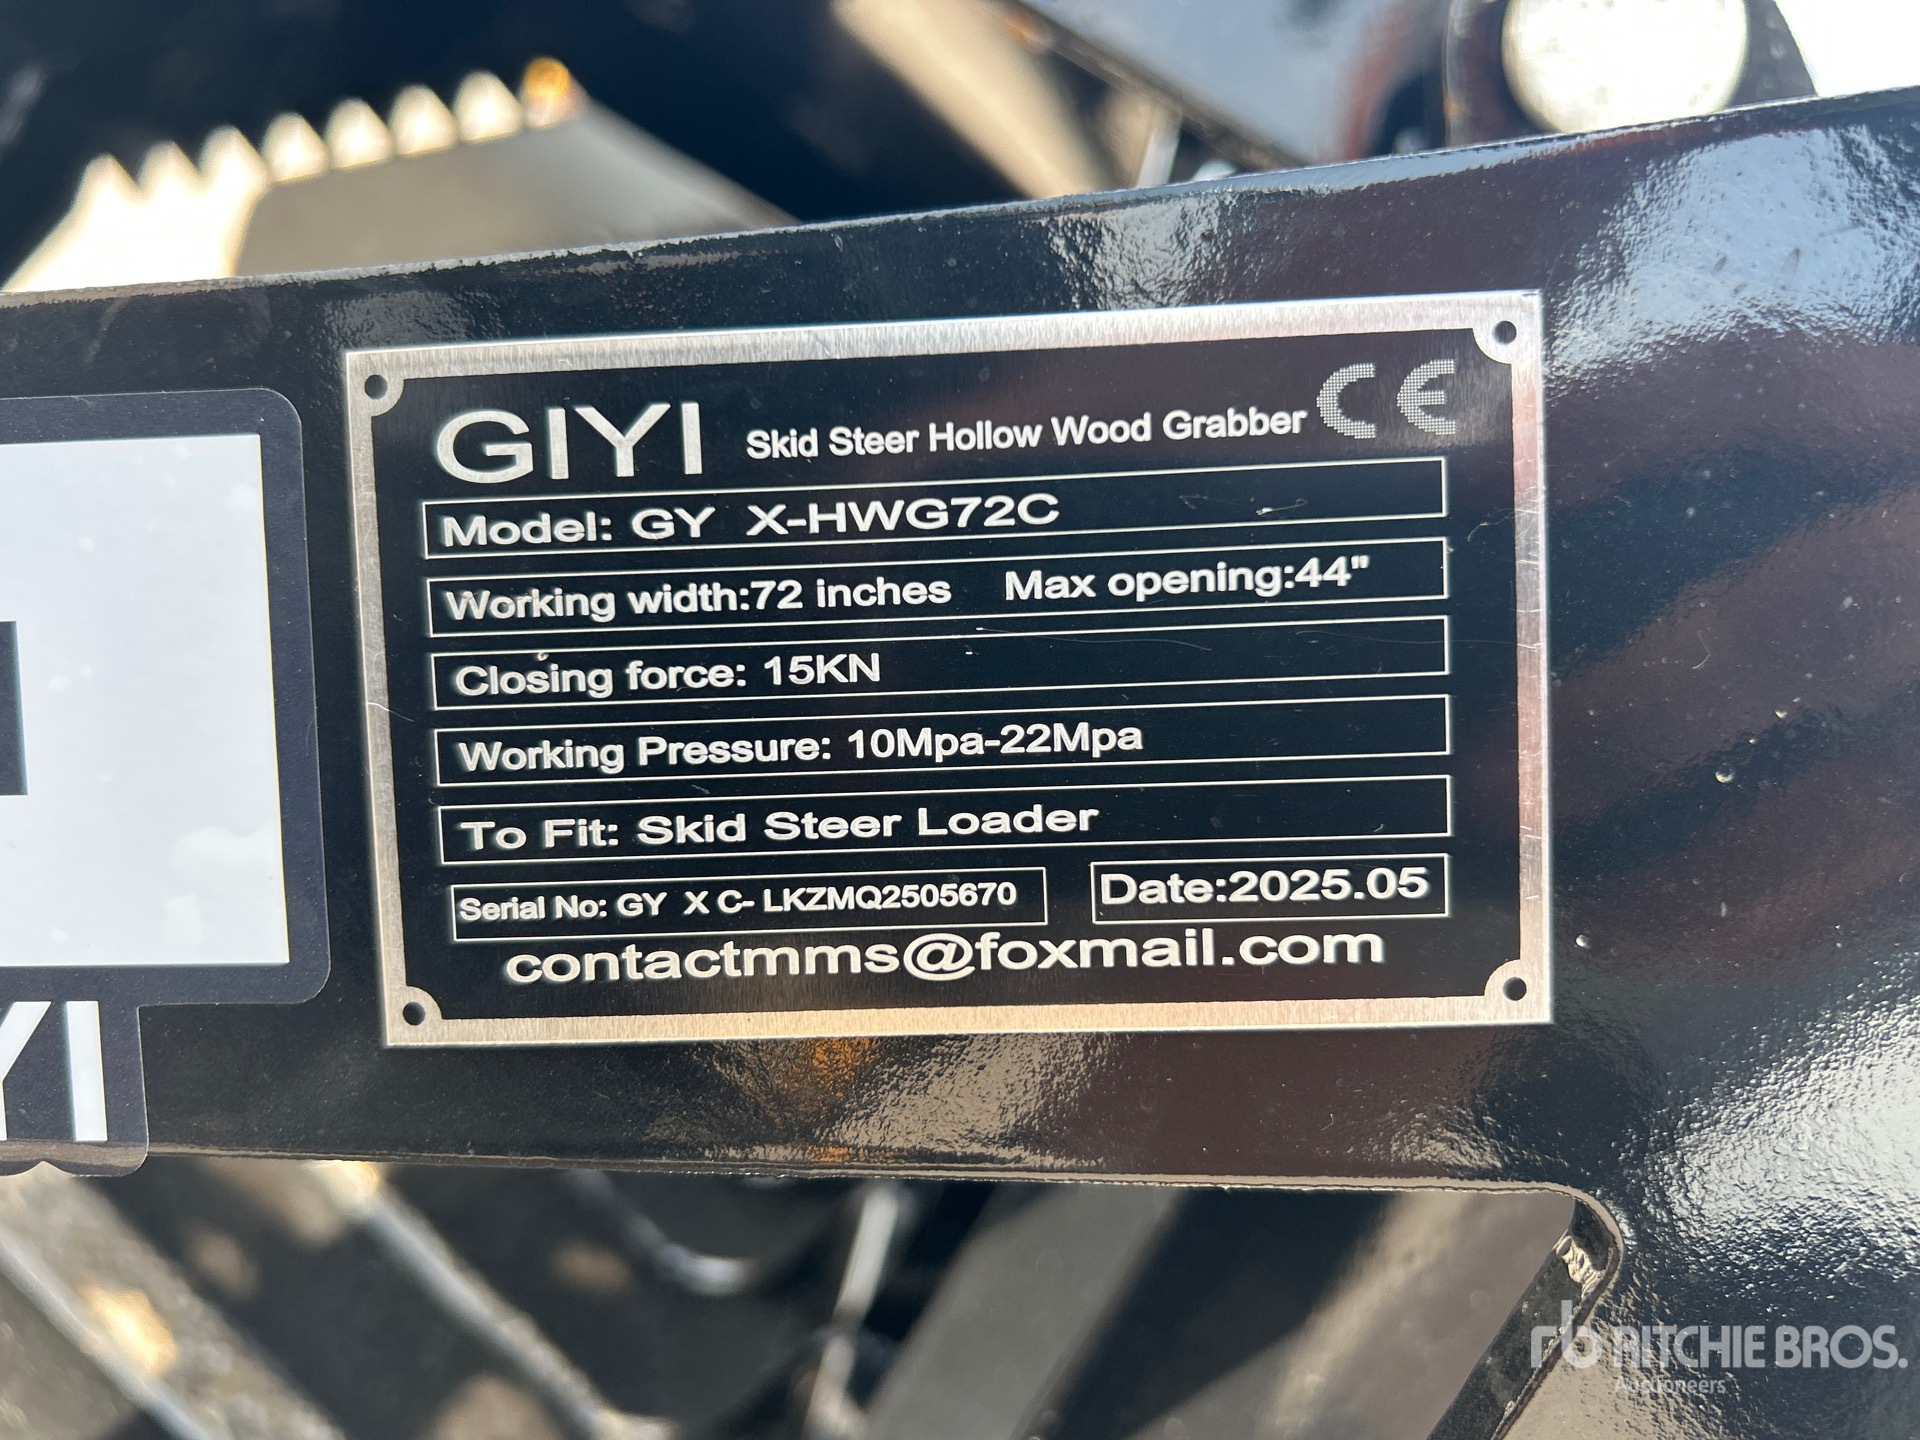 GIYI Skid Steer Hollow Wood Grabber CE
Model: GY X-HWG72C
Working width:72 inches Max opening:44"
Closing force: 15KN
Working Pressure: 10Mpa-22Mpa
To Fit: Skid Steer Loader
Serial No: GY X C- LKZMQ2505670 Date:2025.05
contactmms@foxmail.com
YI
rb RITCHIE BROS.
Auctioneers